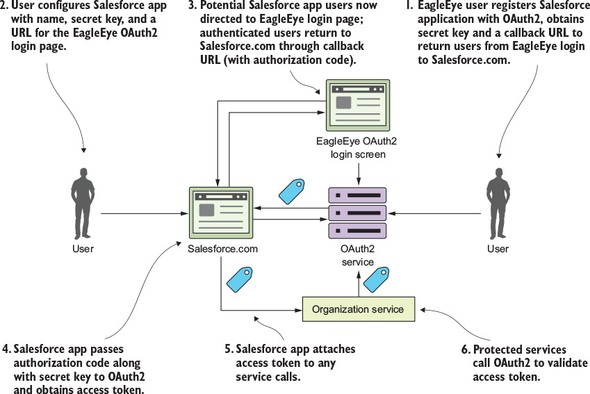 2. User configures Salesforce app
with name, secret key, and a
URL for the EagleEye OAuth2
login page.
3. Potential Salesforce app users now
directed to EagleEye login page;
authenticated users return to
Salesforce.com through callback
URL (with authorization code).
1. EagleEye user registers Salesforce
application with OAuth2, obtains
secret key and a callback URL to
return users from EagleEye login
to Salesforce.com.
EagleEye OAuth2
login screen
User
Salesforce.com
OAuth2
service
User
Organization service
4. Salesforce app passes
authorization code along
with secret key to OAuth2
and obtains access token.
5. Salesforce app attaches
access token to any
service calls.
6. Protected services
call OAuth2 to validate
access token.